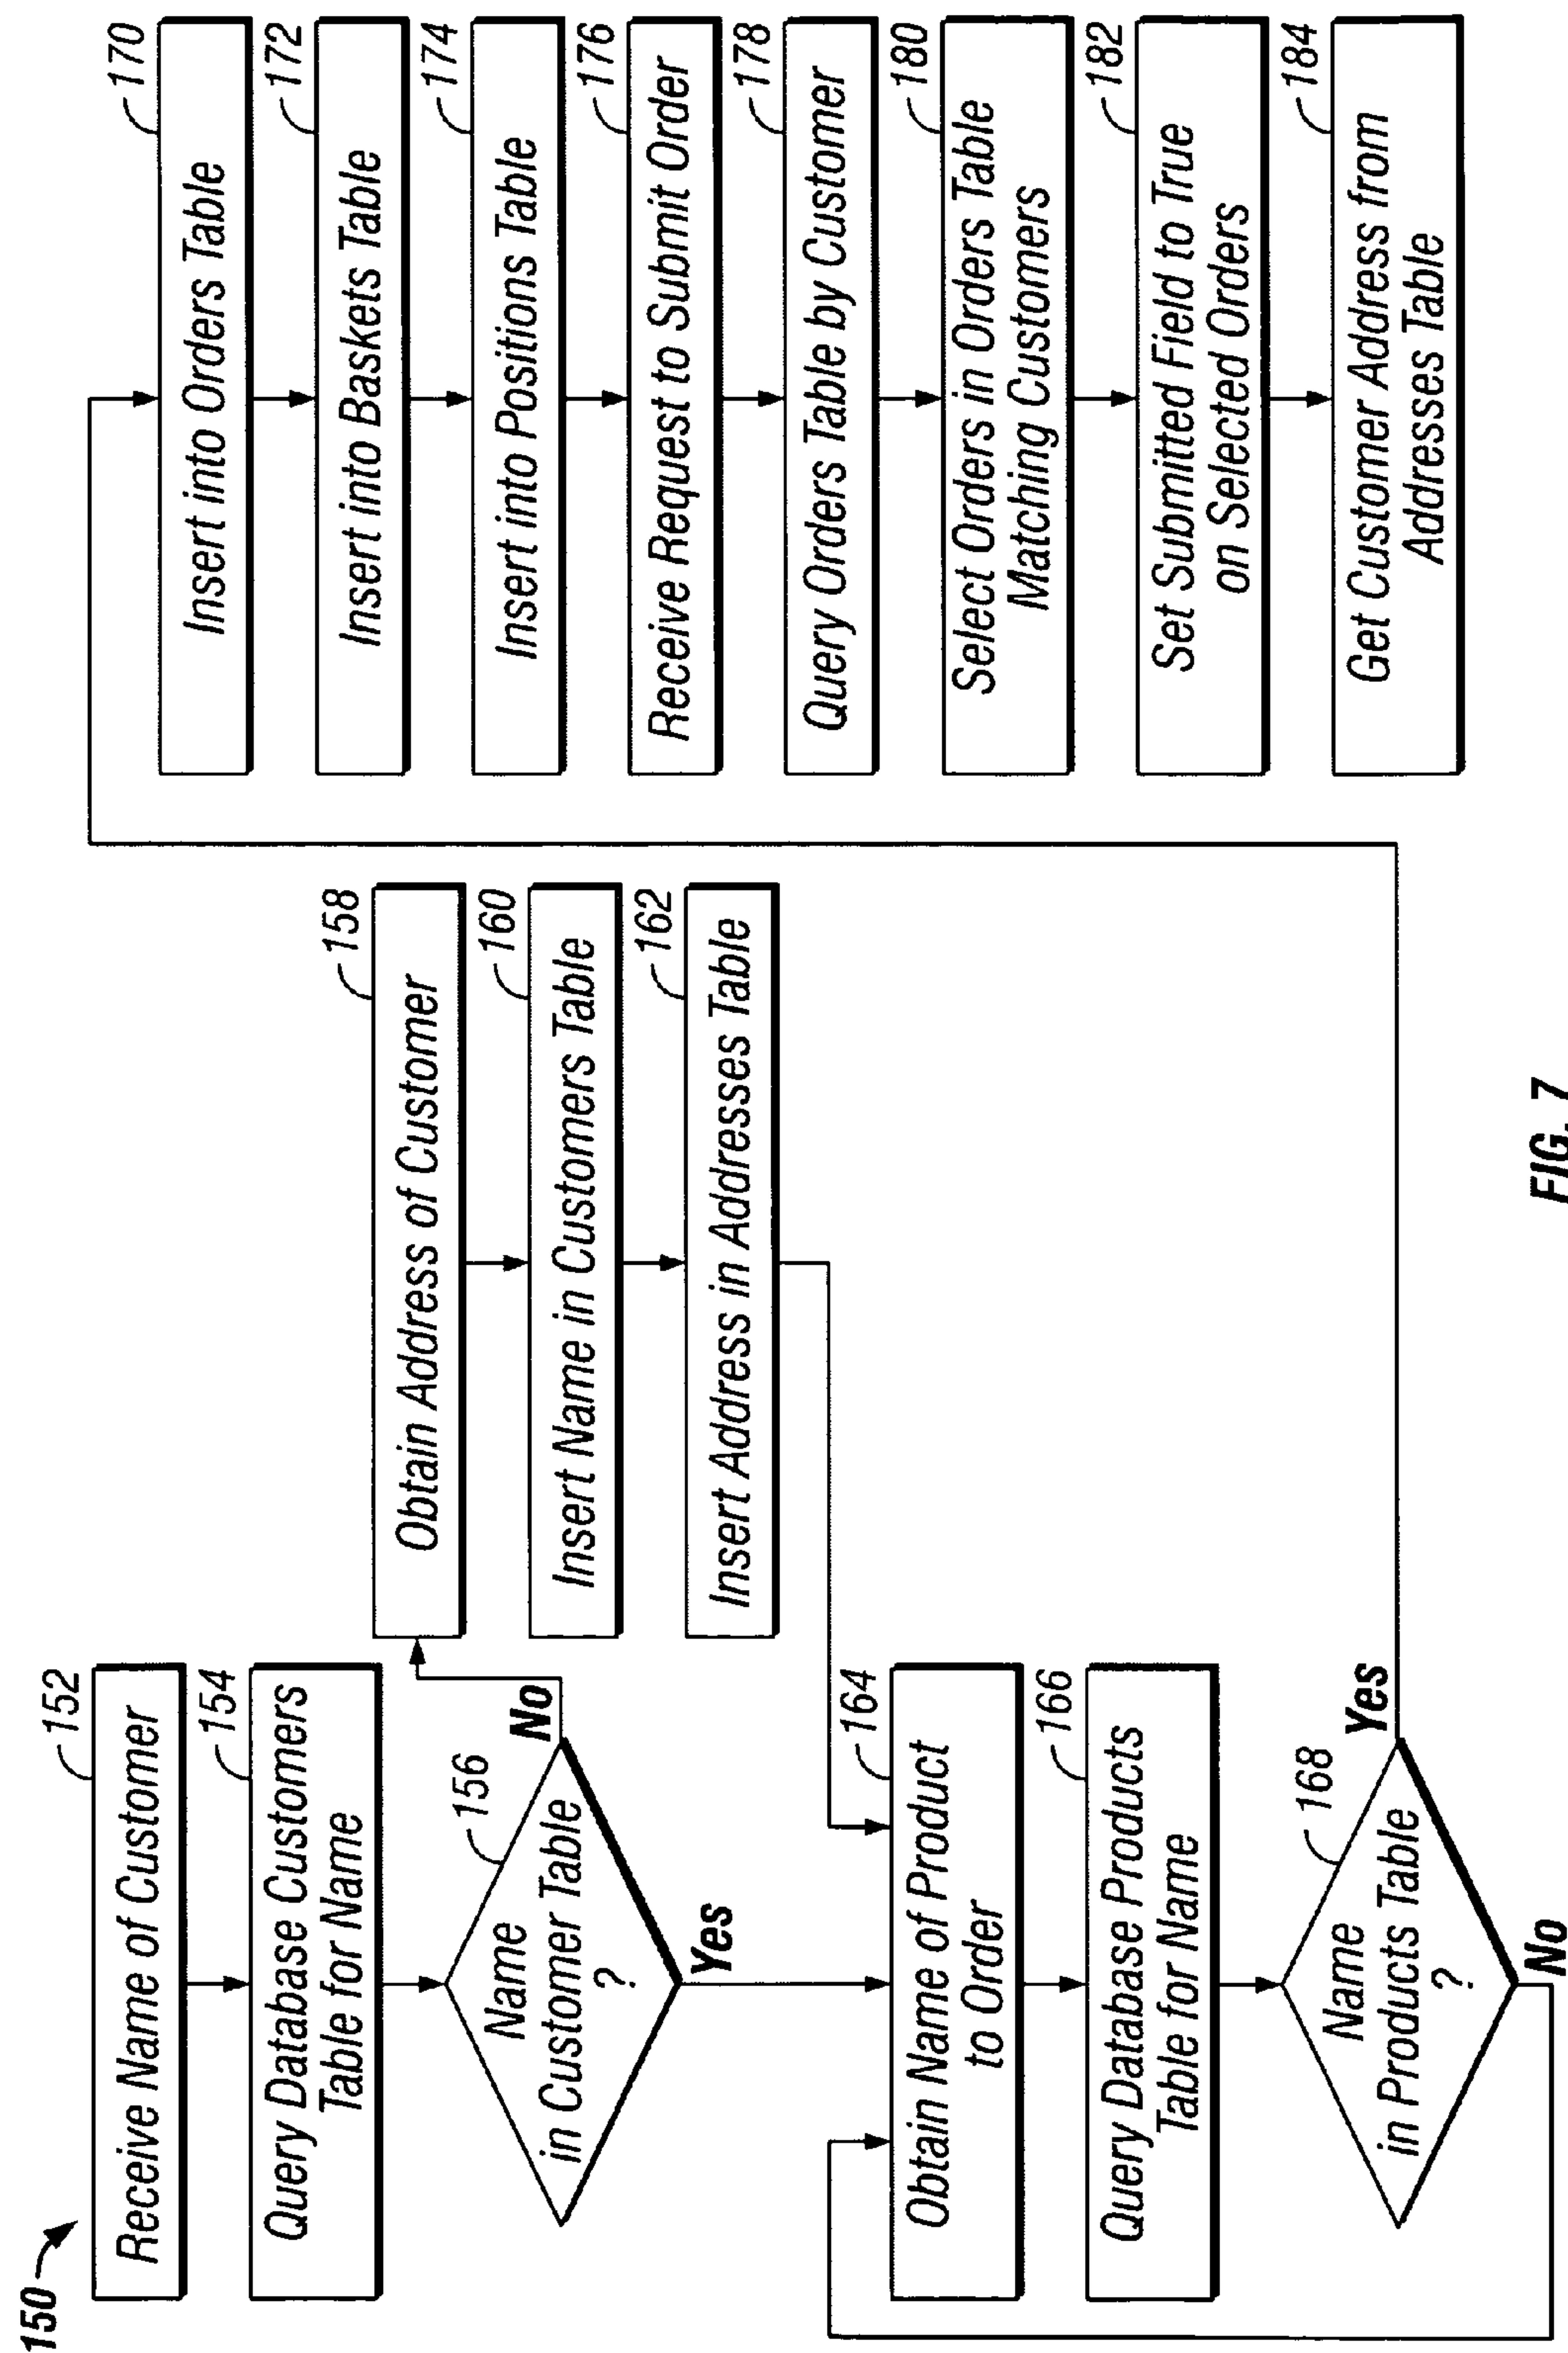 150
152
Receive Name of Customer
154
Query Database Customers
Table for Name
156
Name
in Customer Table
?
No
Yes
158
Obtain Address of Customer
160
Insert Name in Customers Table
162
Insert Address in Addresses Table
164
Obtain Name of Product
to Order
166
Query Database Products
Table for Name
168
Name
in Products Table
?
Yes
No
170
Insert into Orders Table
172
Insert into Baskets Table
174
Insert into Positions Table
176
Receive Request to Submit Order
178
Query Orders Table by Customer
180
Select Orders in Orders Table
Matching Customers
182
Set Submitted Field to True
on Selected Orders
184
Get Customer Address from
Addresses Table
FIG. 7